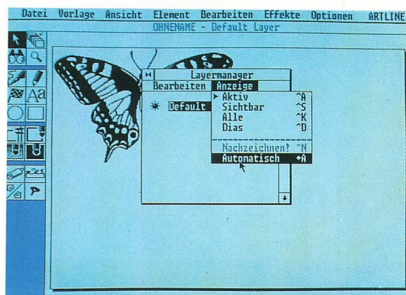 Datei Vorlage Ansicht Element Bearbeiten Effekte Optionen ARTLINE
OHNENAME - Default Layer
Layermanager
Bearbeiten Anzeige
Default
Aktiv ^A
Sichtbar ^S
Alle ^K
Dias ^D
Nachzeichnen! ^N
Automatisch ◆A
Aa